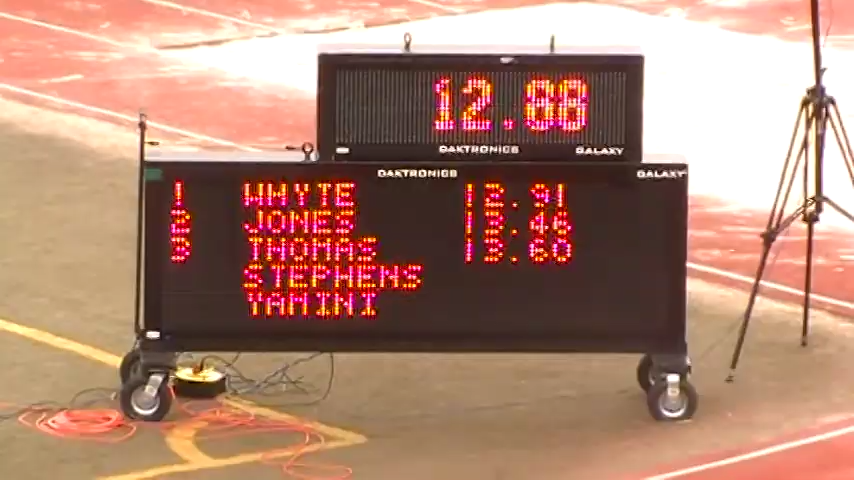 12.88
DAKTRONICS GALAXY
DAKTRONICS GALAXY
1 WHYTE 12.91
2 JONES 13.46
3 THOMAS 13.60
STEPHENS
YAMINI